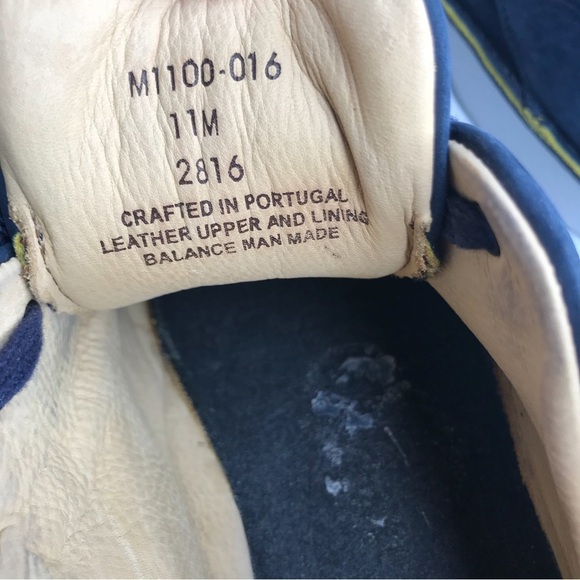 M1100-016
11M
2816
CRAFTED IN PORTUGAL
LEATHER UPPER AND LINING
BALANCE MAN MADE